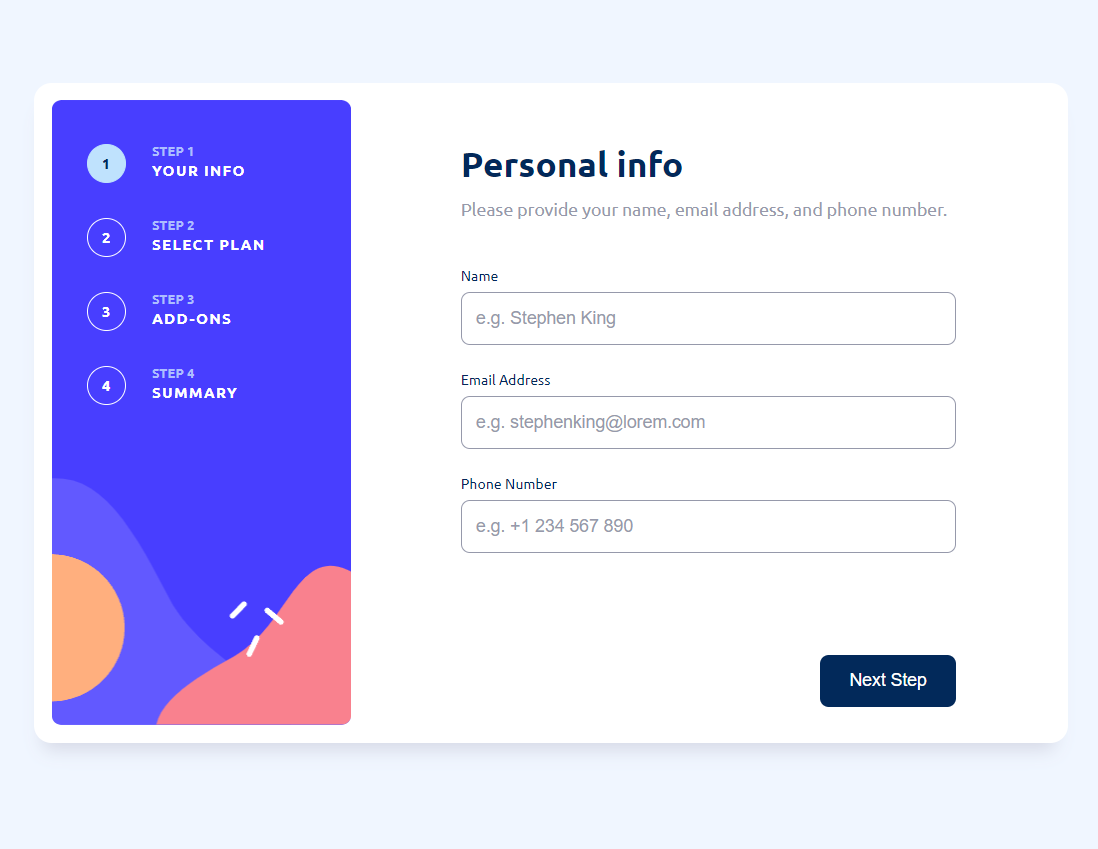 1
STEP 1
YOUR INFO
2
STEP 2
SELECT PLAN
3
STEP 3
ADD-ONS
4
STEP 4
SUMMARY
Personal info
Please provide your name, email address, and phone number.
Name
e.g. Stephen King
Email Address
e.g. stephenking@lorem.com
Phone Number
e.g. +1 234 567 890
Next Step